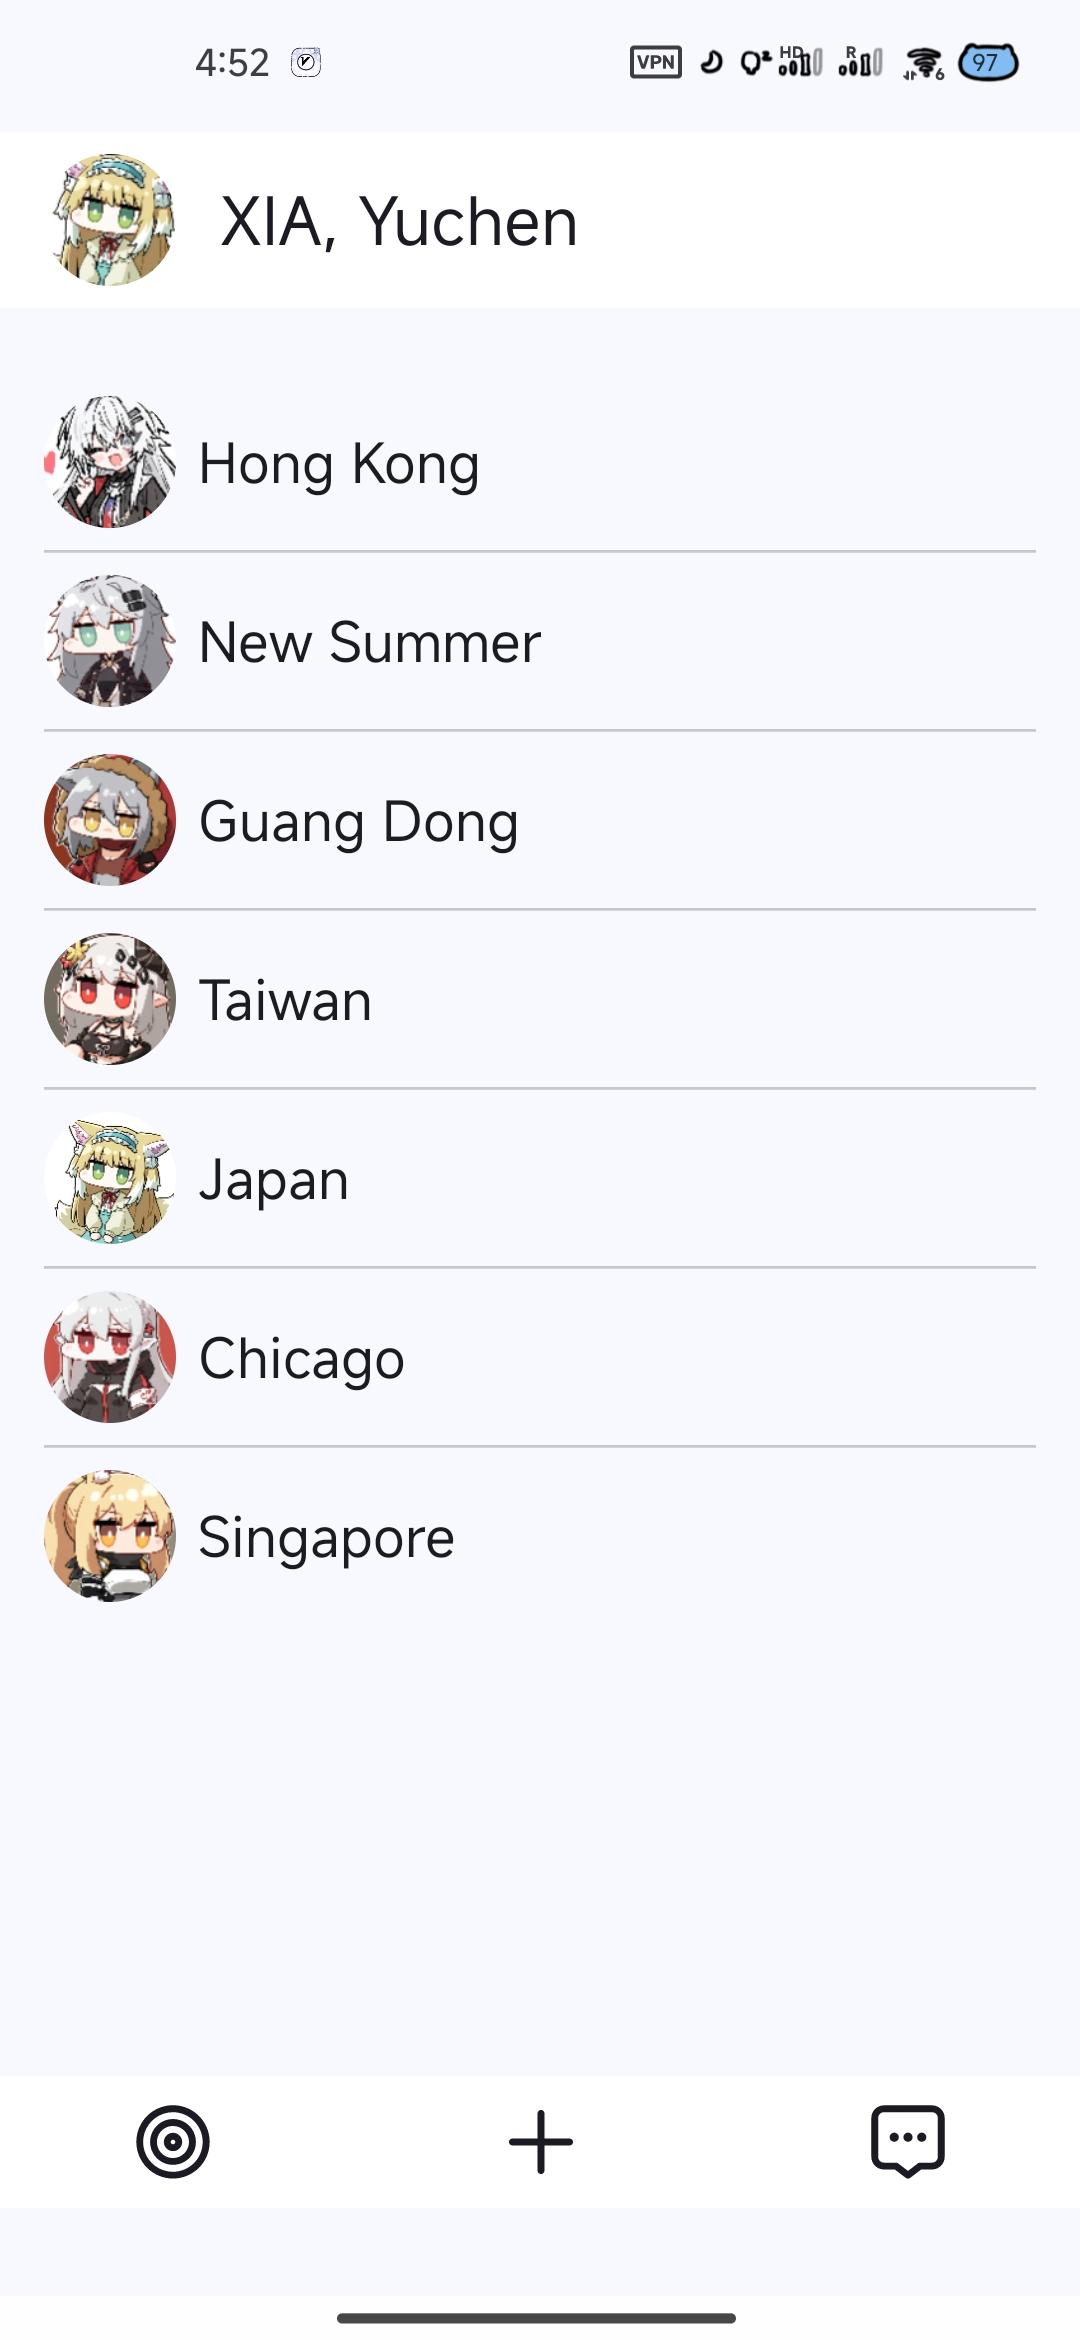 4:52
VPN
HD
R
6
97
XIA, Yuchen
Hong Kong
New Summer
Guang Dong
Taiwan
Japan
Chicago
Singapore